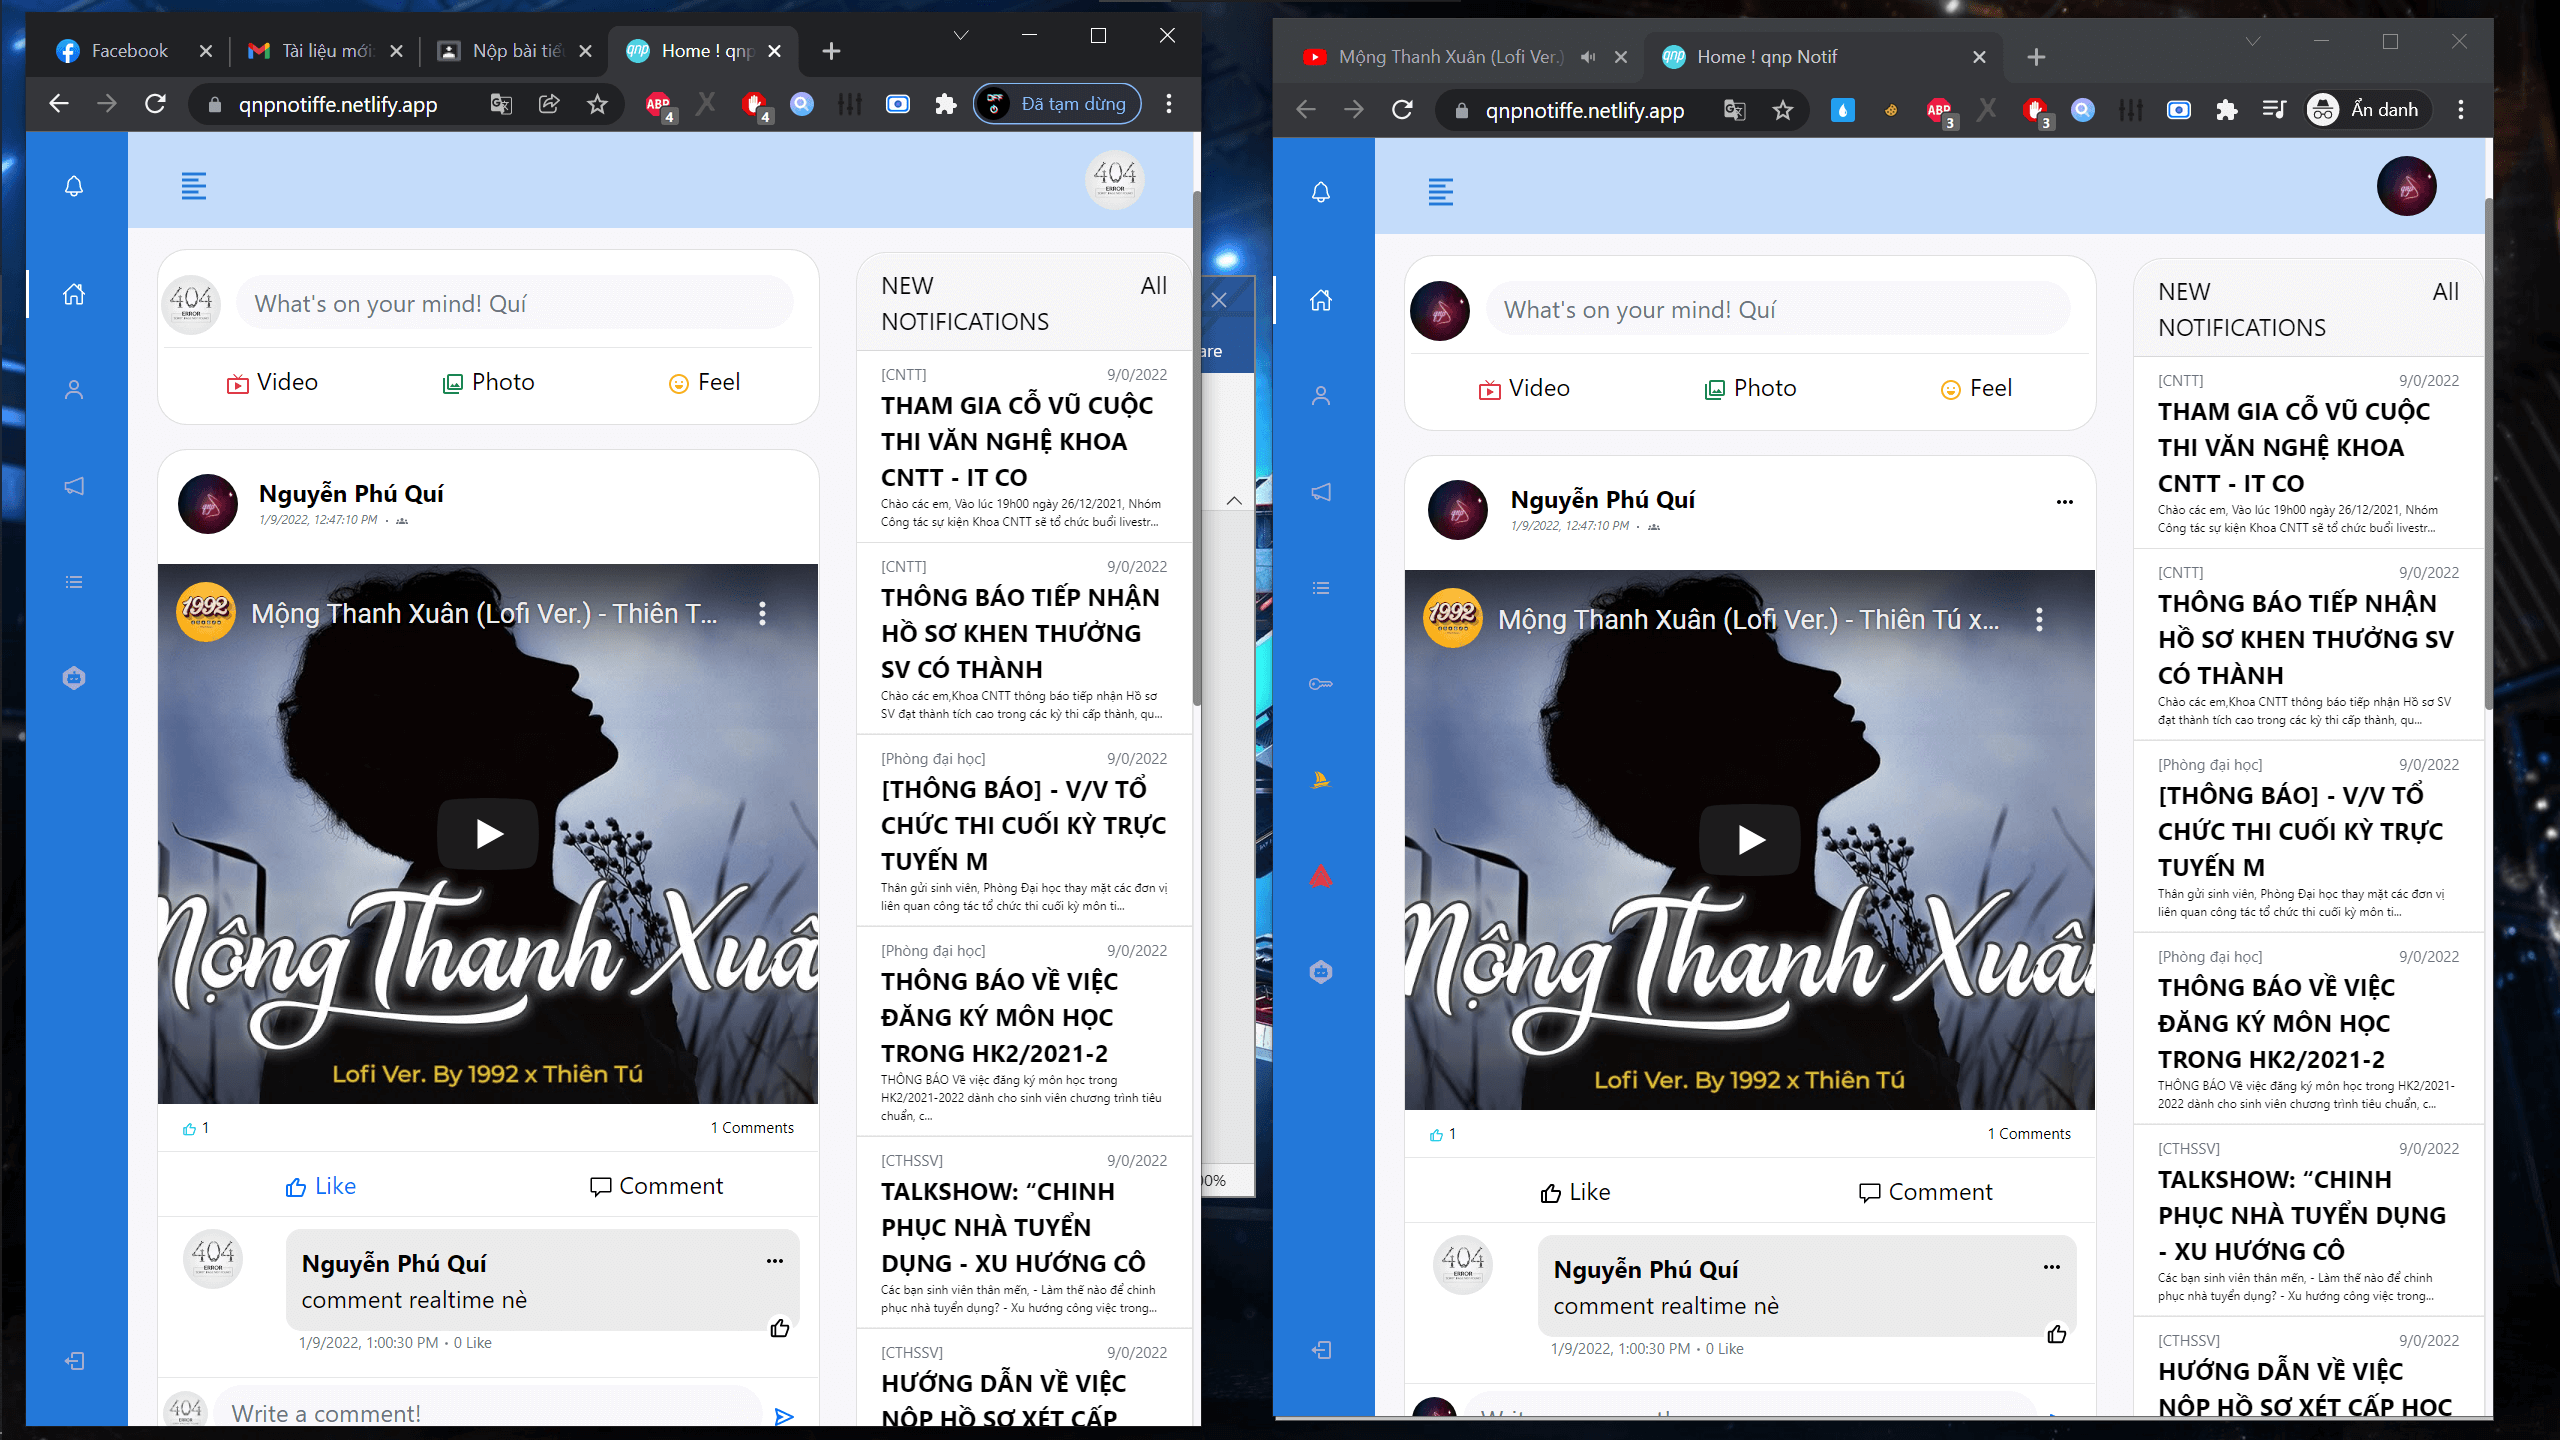 Facebook
Tài liệu mới:
Nộp bài tiể
Home ! qnp
qnpnotiffe.netlify.app
ABP
4
4
Đã tạm dừng
404
ERROR
404
ERROR
What's on your mind! Quí
Video
Photo
Feel
qnp
Nguyễn Phú Quí
1/9/2022, 12:47:10 PM
1992
Mộng Thanh Xuân (Lofi Ver.) - Thiên T...
Mộng Thanh Xuâ
Lofi Ver. By 1992 x Thiên Tú
1
1 Comments
Like
Comment
404
ERROR
Nguyễn Phú Quí
comment realtime nè
1/9/2022, 1:00:30 PM • 0 Like
404
Write a comment!
NEW
NOTIFICATIONS
All
[CNTT]
9/0/2022
THAM GIA CỖ VŨ CUỘC
THI VĂN NGHỆ KHOA
CNTT - IT CO
Chào các em, Vào lúc 19h00 ngày 26/12/2021, Nhóm
Công tác sự kiện Khoa CNTT sẽ tổ chức buổi livestr...
[CNTT]
9/0/2022
THÔNG BÁO TIẾP NHẬN
HỒ SƠ KHEN THƯỞNG
SV CÓ THÀNH
Chào các em,Khoa CNTT thông báo tiếp nhận Hồ sơ
SV đạt thành tích cao trong các kỳ thi cấp thành, qu...
[Phòng đại học]
9/0/2022
[THÔNG BÁO] - V/V TỔ
CHỨC THI CUỐI KỲ TRỰC
TUYẾN M
Thân gửi sinh viên, Phòng Đại học thay mặt các đơn vị
liên quan công tác tổ chức thi cuối kỳ môn ti...
[Phòng đại học]
9/0/2022
THÔNG BÁO VỀ VIỆC
ĐĂNG KÝ MÔN HỌC
TRONG HK2/2021-2
THÔNG BÁO Về việc đăng ký môn học trong
HK2/2021-2022 dành cho sinh viên chương trình tiêu
chuẩn, c...
[CTHSSV]
9/0/2022
TALKSHOW: “CHINH
PHỤC NHÀ TUYỂN
DỤNG - XU HƯỚNG CÔ
Các bạn sinh viên thân mến, - Làm thế nào để chinh
phục nhà tuyển dụng? - Xu hướng công việc trong...
[CTHSSV]
9/0/2022
HƯỚNG DẪN VỀ VIỆC
NỘP HỒ SƠ XÉT CẤP
are
00%
Mộng Thanh Xuân (Lofi Ver.)
Home ! qnp Notif
qnpnotiffe.netlify.app
ABP
3
3
Ẩn danh
qnp
qnp
What's on your mind! Quí
Video
Photo
Feel
qnp
Nguyễn Phú Quí
1/9/2022, 12:47:10 PM
1992
Mộng Thanh Xuân (Lofi Ver.) - Thiên Tú x...
Mộng Thanh Xuân
Lofi Ver. By 1992 x Thiên Tú
1
1 Comments
Like
Comment
404
ERROR
Nguyễn Phú Quí
comment realtime nè
1/9/2022, 1:00:30 PM • 0 Like
NEW
NOTIFICATIONS
All
[CNTT]
9/0/2022
THAM GIA CỖ VŨ CUỘC
THI VĂN NGHỆ KHOA
CNTT - IT CO
Chào các em, Vào lúc 19h00 ngày 26/12/2021, Nhóm
Công tác sự kiện Khoa CNTT sẽ tổ chức buổi livestr...
[CNTT]
9/0/2022
THÔNG BÁO TIẾP NHẬN
HỒ SƠ KHEN THƯỞNG SV
CÓ THÀNH
Chào các em,Khoa CNTT thông báo tiếp nhận Hồ sơ SV
đạt thành tích cao trong các kỳ thi cấp thành, qu...
[Phòng đại học]
9/0/2022
[THÔNG BÁO] - V/V TỔ
CHỨC THI CUỐI KỲ TRỰC
TUYẾN M
Thân gửi sinh viên, Phòng Đại học thay mặt các đơn vị
liên quan công tác tổ chức thi cuối kỳ môn ti...
[Phòng đại học]
9/0/2022
THÔNG BÁO VỀ VIỆC
ĐĂNG KÝ MÔN HỌC
TRONG HK2/2021-2
THÔNG BÁO Về việc đăng ký môn học trong HK2/2021-
2022 dành cho sinh viên chương trình tiêu chuẩn, c...
[CTHSSV]
9/0/2022
TALKSHOW: “CHINH
PHỤC NHÀ TUYỂN DỤNG
- XU HƯỚNG CÔ
Các bạn sinh viên thân mến, - Làm thế nào để chinh
phục nhà tuyển dụng? - Xu hướng công việc trong...
[CTHSSV]
9/0/2022
HƯỚNG DẪN VỀ VIỆC
NỘP HỒ SƠ XÉT CẤP HỌC